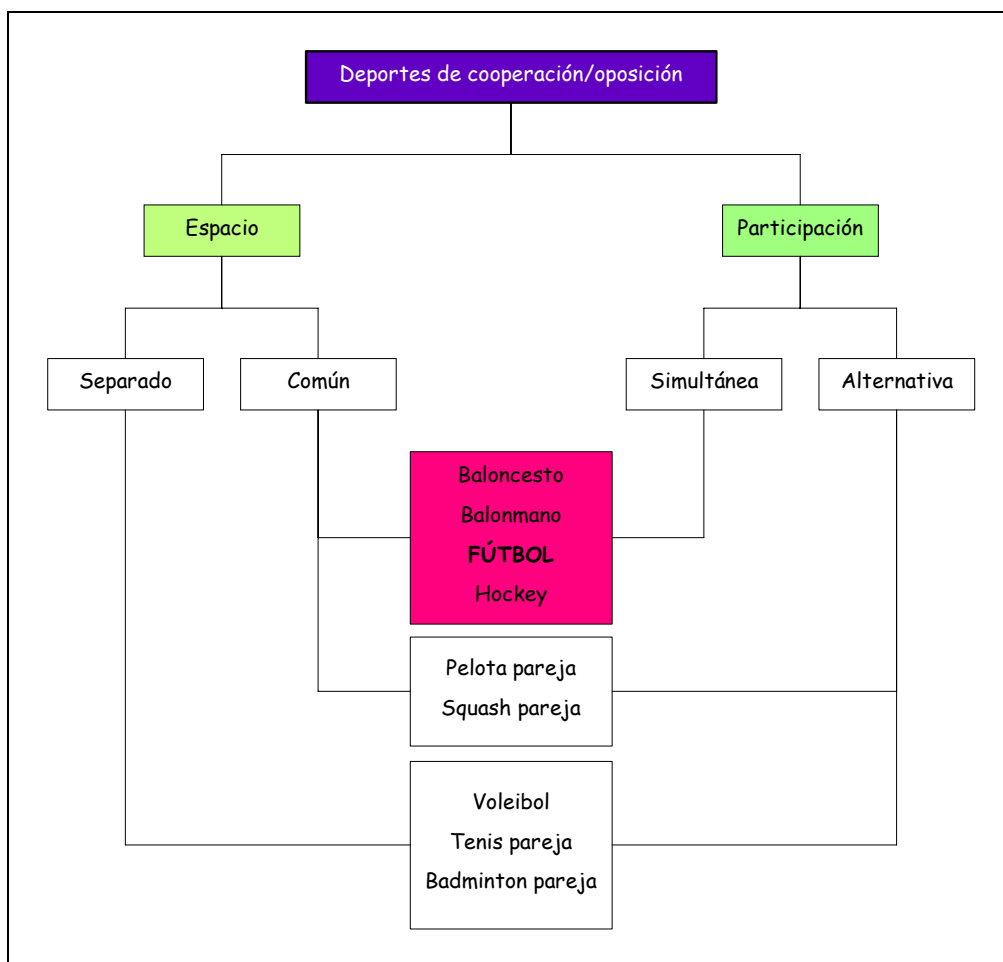 Deportes de cooperación/oposición
Espacio
Participación
Separado
Común
Simultánea
Alternativa
Baloncesto
Balonmano
FÚTBOL
Hockey
Pelota pareja
Squash pareja
Voleibol
Tenis pareja
Badminton pareja